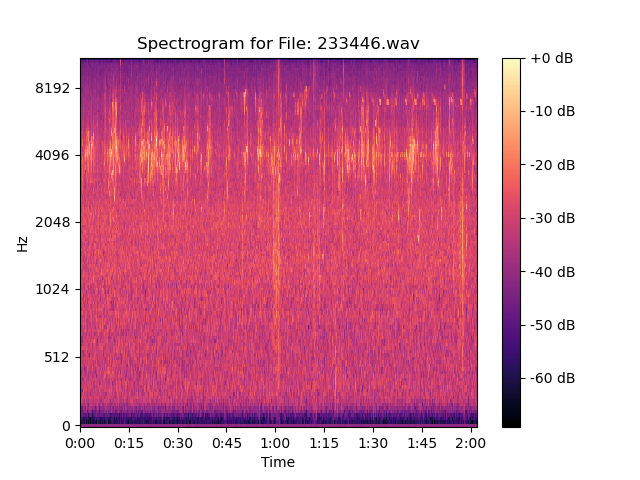 Spectrogram for File: 233446.wav
Hz
8192
4096
2048
1024
512
0
0:00 0:15 0:30 0:45 1:00 1:15 1:30 1:45 2:00
Time
+0 dB
-10 dB
-20 dB
-30 dB
-40 dB
-50 dB
-60 dB